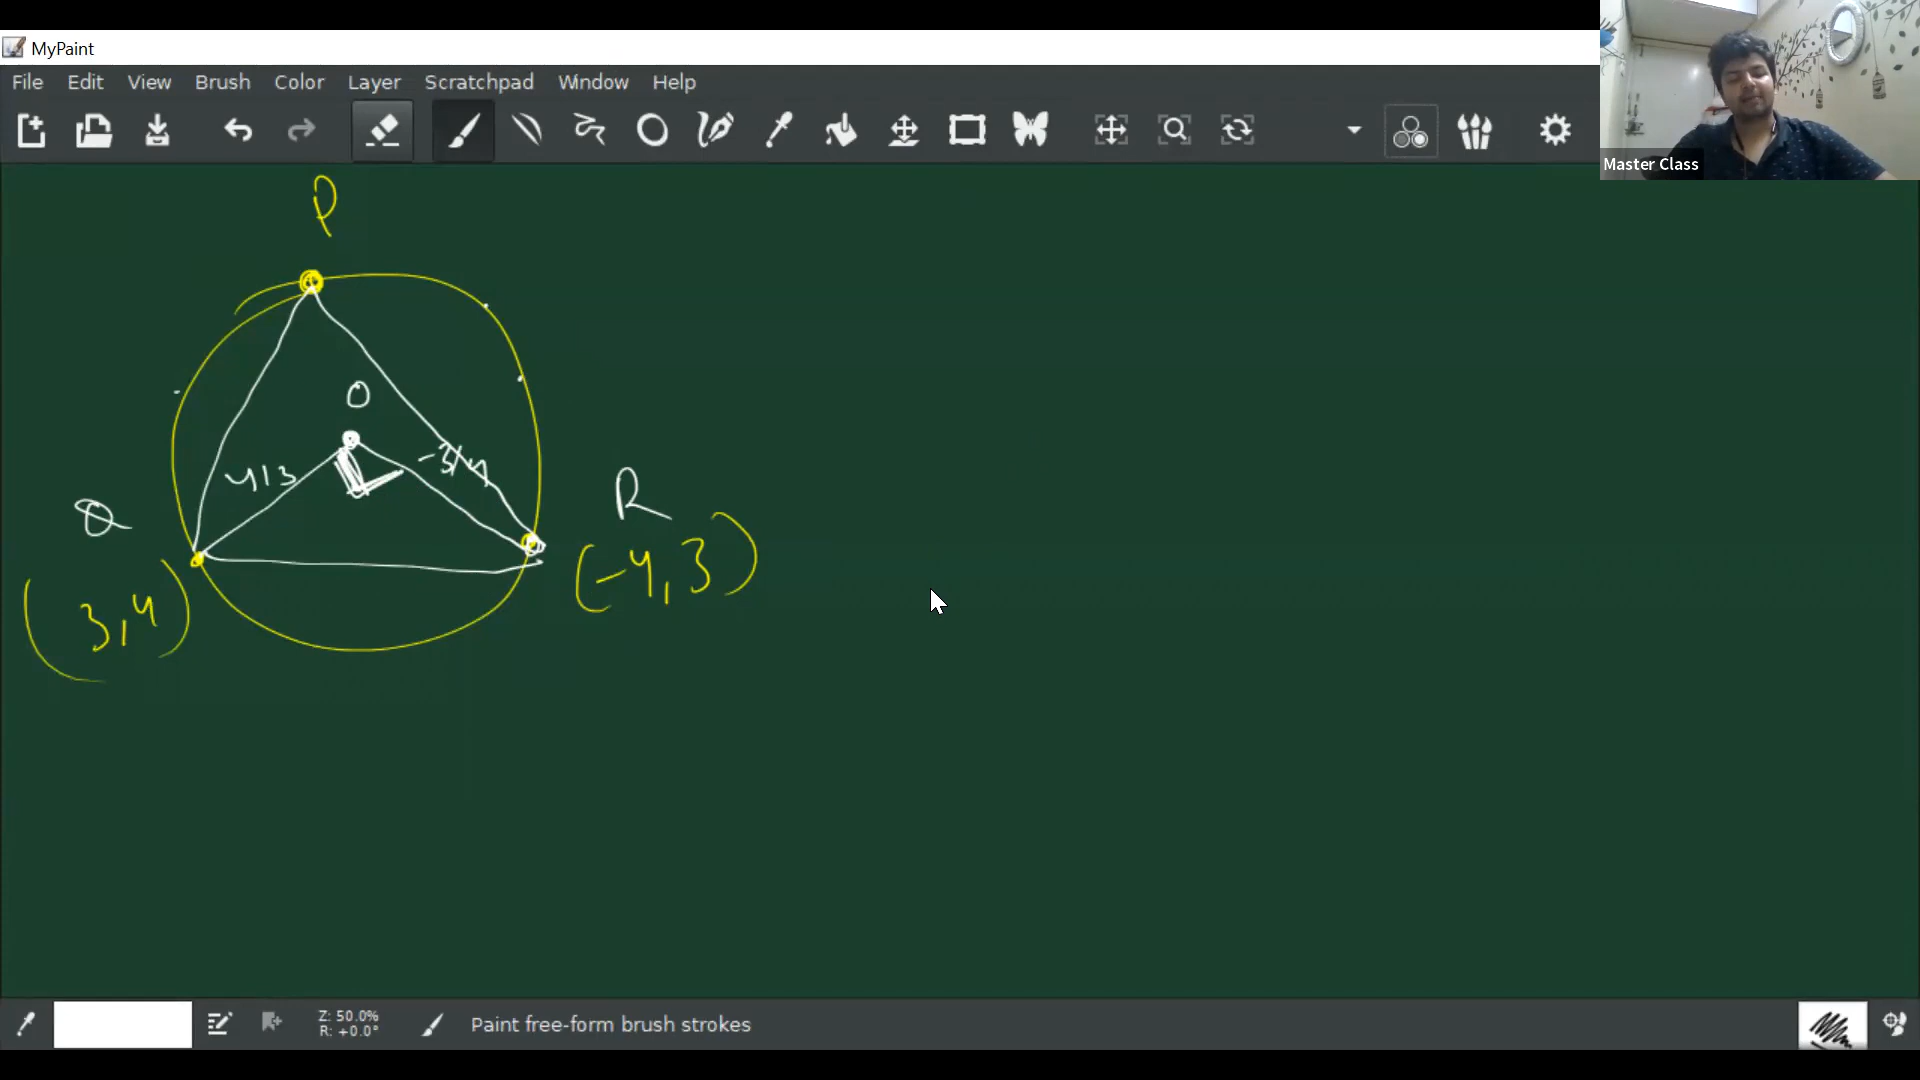 MyPaint
File Edit View Brush Color Layer Scratchpad Window Help
Master Class
P
O
4/3
-3/4
Q
R
(3,4)
(-4,3)
Z: 50.0%
R: +0.0°
Paint free-form brush strokes